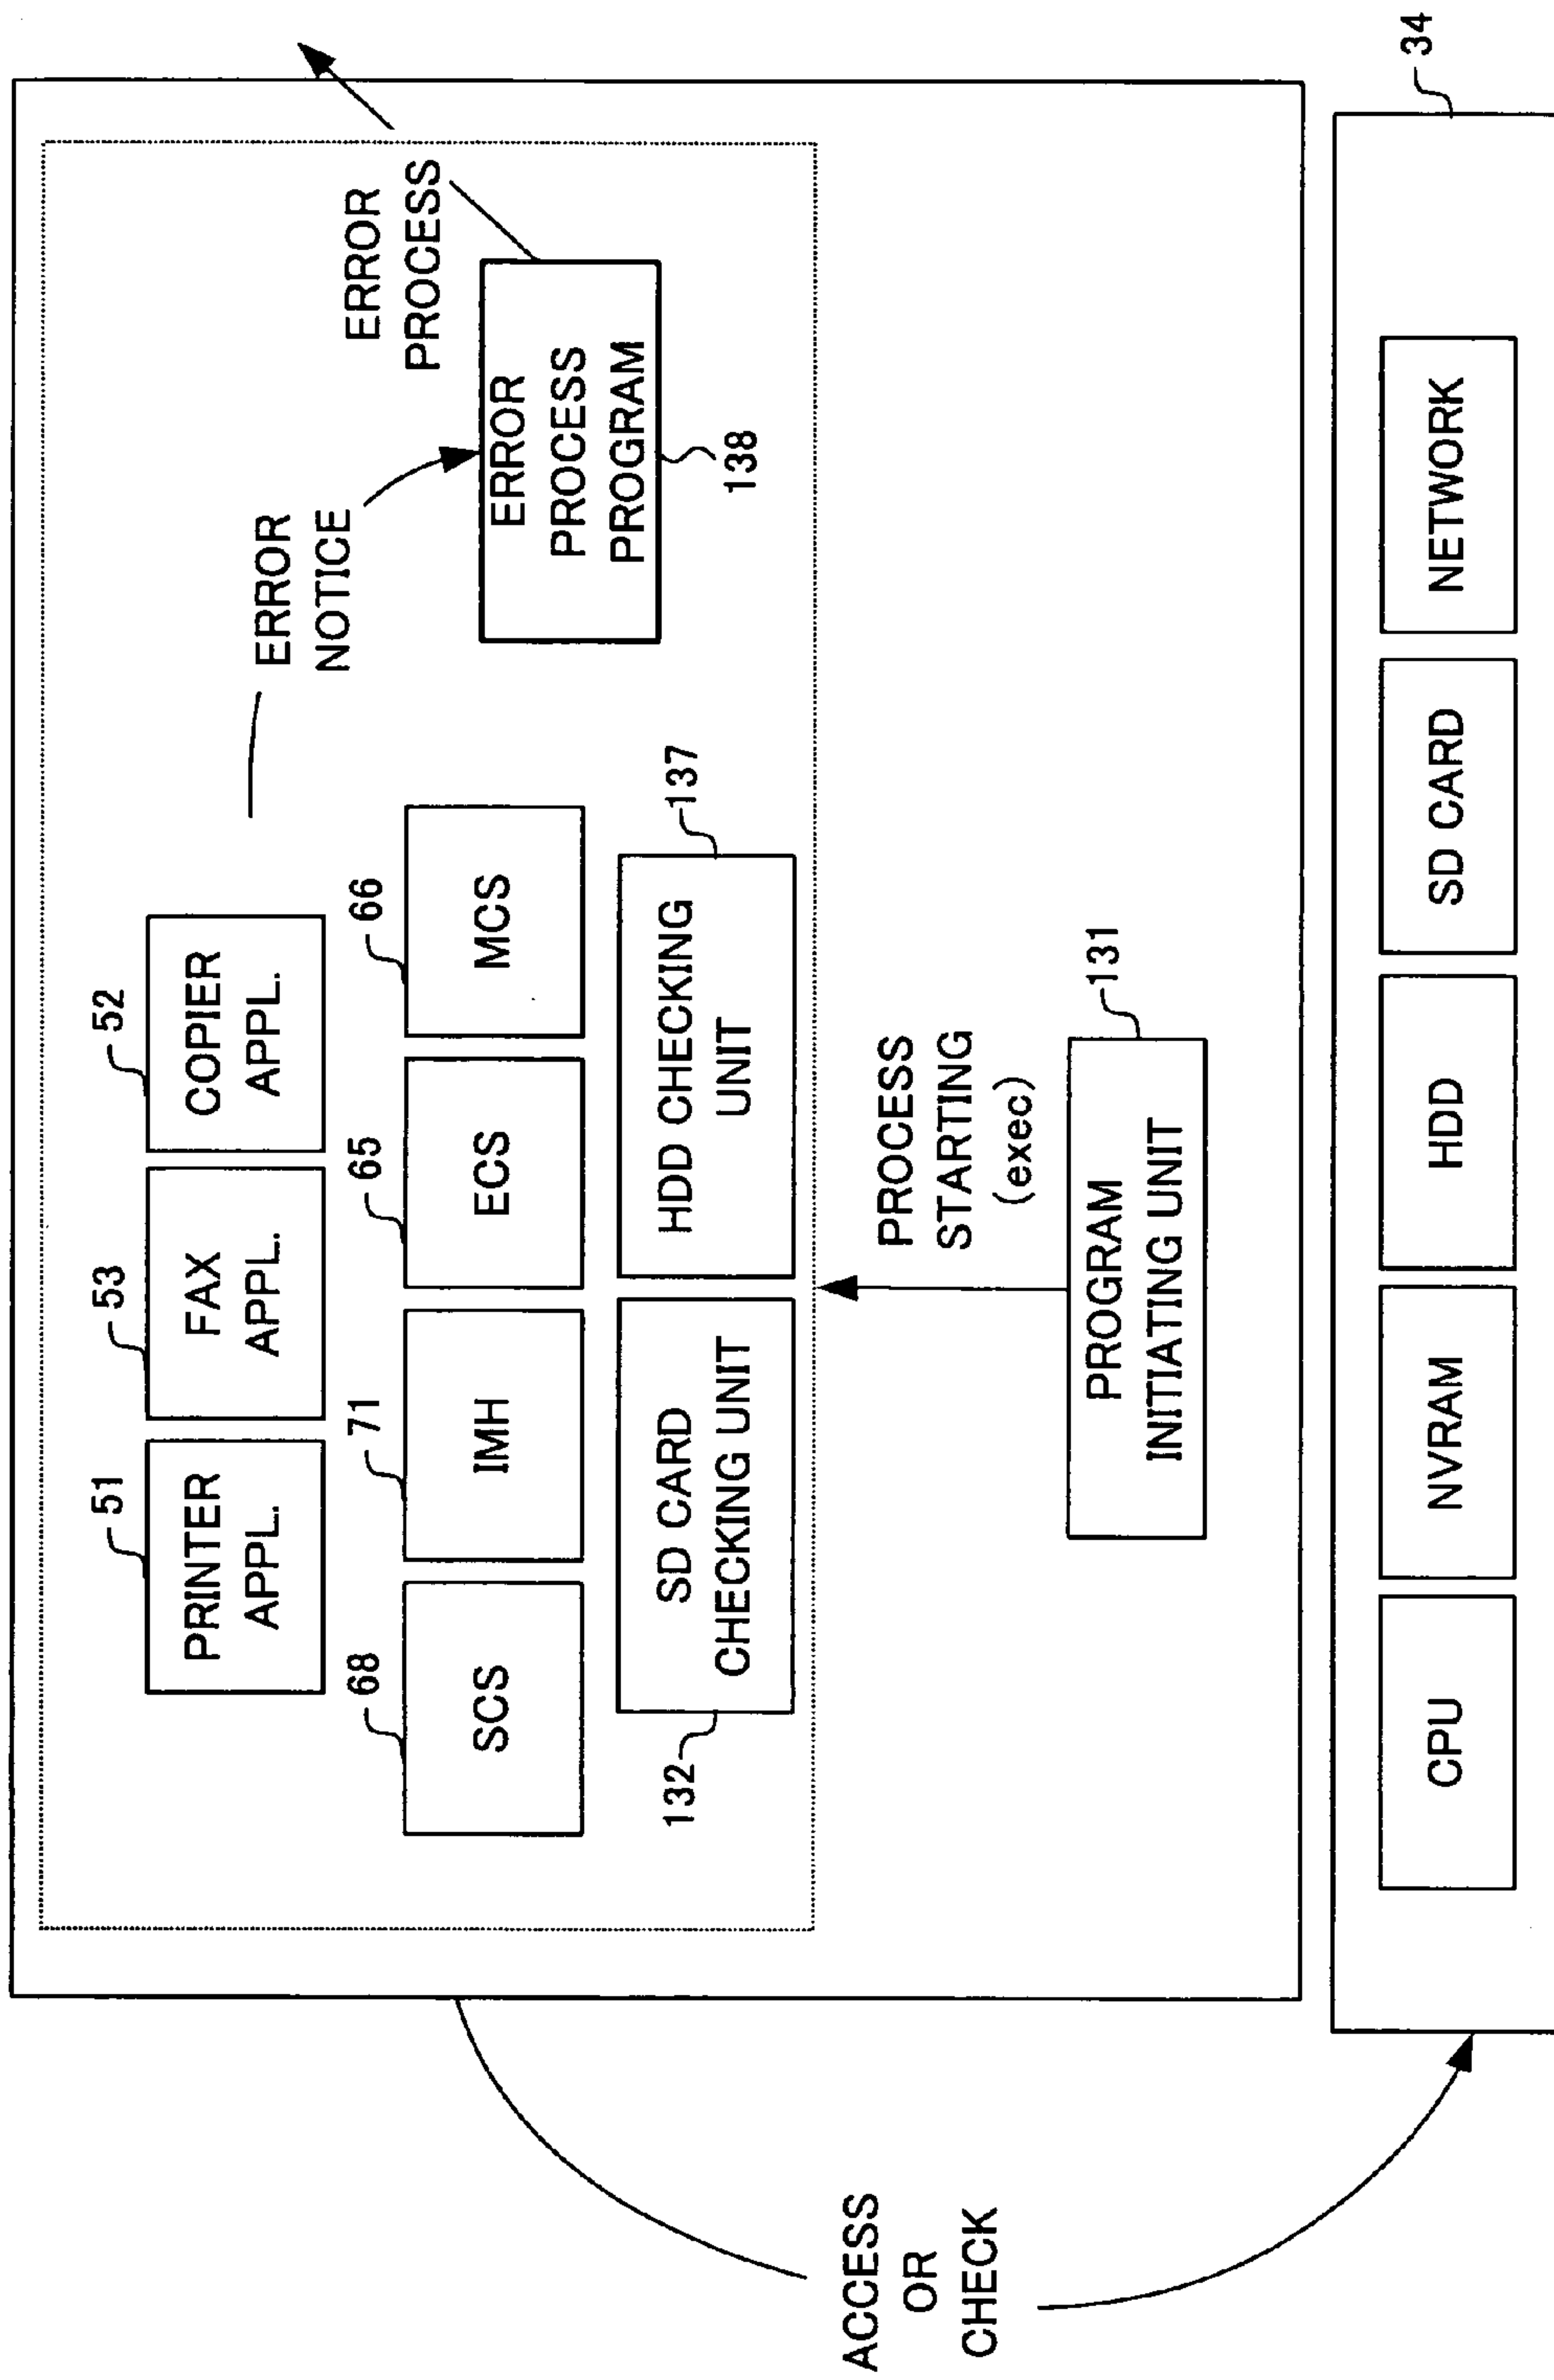 51
PRINTER
APPL.
53
FAX
APPL.
52
COPIER
APPL.
ERROR
NOTICE
ERROR
PROCESS
68
SCS
71
IMH
65
ECS
66
MCS
ERROR
PROCESS
PROGRAM
138
132
SD CARD
CHECKING UNIT
HDD CHECKING
UNIT
137
PROCESS
STARTING
(exec)
PROGRAM
INITIATING UNIT
131
ACCESS
OR
CHECK
34
CPU
NVRAM
HDD
SD CARD
NETWORK